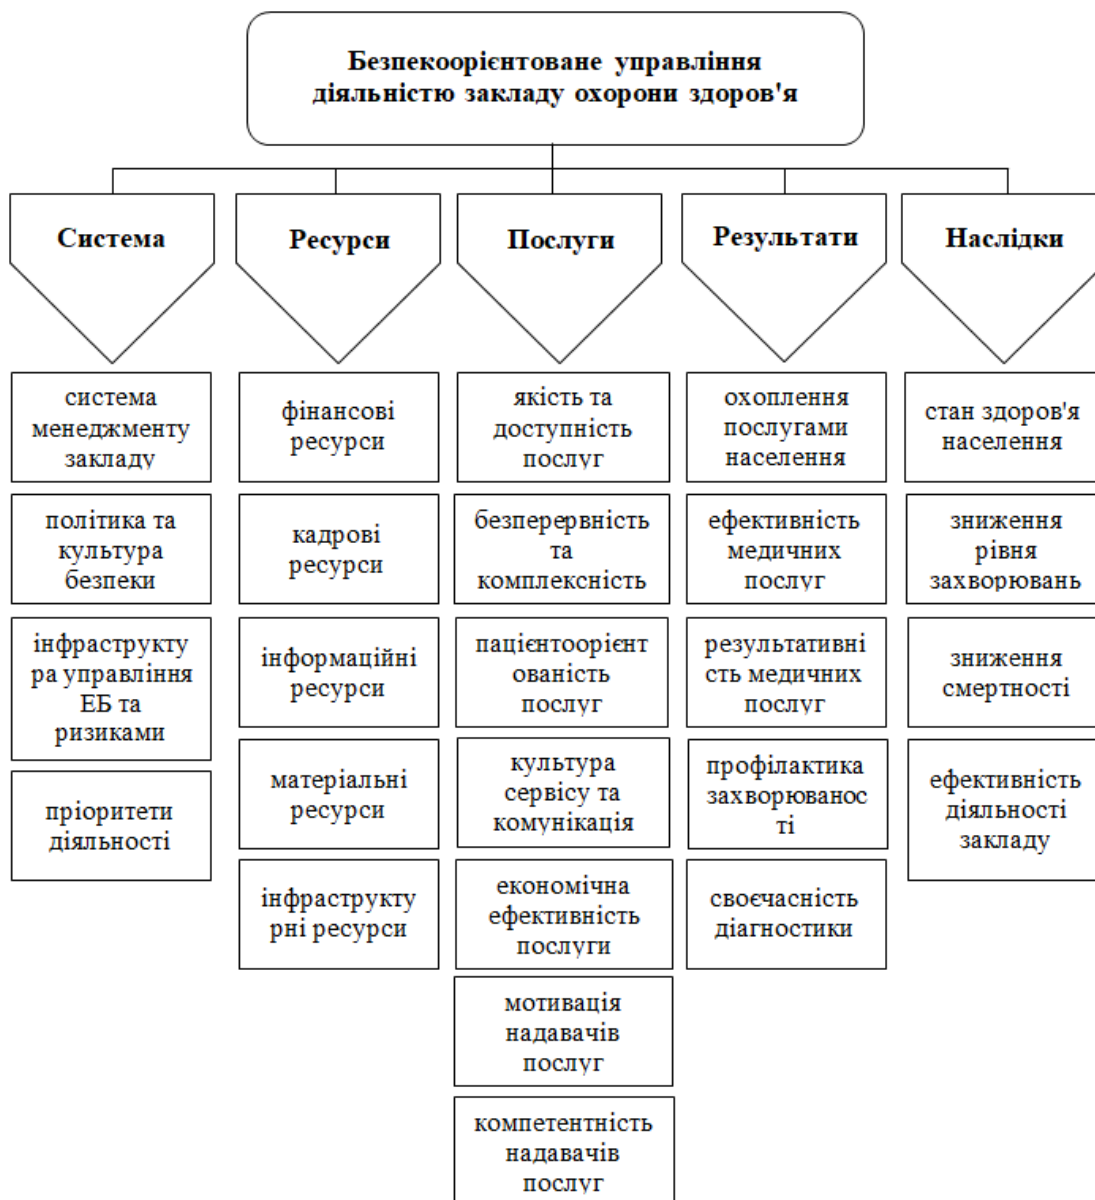 Безпекоорієнтоване управління
діяльністю закладу охорони здоров'я
Система
система
менеджменту
закладу
політика та
культура
безпеки
інфраструкту
ра управління
ЕБ та
ризиками
пріоритети
діяльності
Ресурси
фінансові
ресурси
кадрові
ресурси
інформаційні
ресурси
матеріальні
ресурси
інфраструкту
рні ресурси
Послуги
якість та
доступність
послуг
безперервність
та
комплексність
пацієнтоорієнт
ованість
послуг
культура
сервісу та
комунікація
економічна
ефективність
послуги
мотивація
надавачів
послуг
компетентність
надавачів
послуг
Результати
охоплення
послугами
населення
ефективність
медичних
послуг
результативні
сть медичних
послуг
профілактика
захворюванос
ті
своєчасність
діагностики
Наслідки
стан здоров'я
населення
зниження
рівня
захворювань
зниження
смертності
ефективність
діяльності
закладу